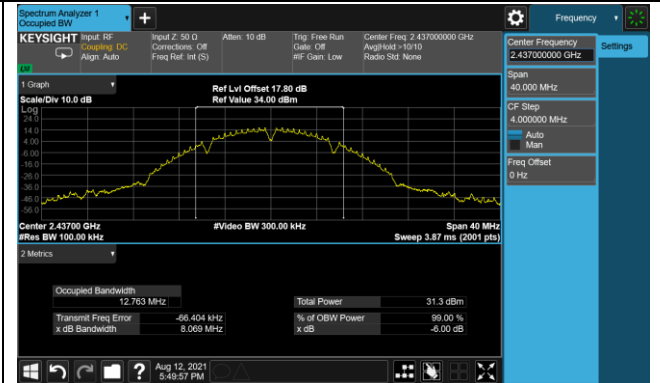 Spectrum Analyzer 1
Occupied BW
+
Frequency
KEYSIGHT
Input: RF
Coupling: DC
Align: Auto
Input Z: 50 Ω
Corrections: Off
Freq Ref: Int (S)
Atten: 10 dB
Trig: Free Run
Gate: Off
#IF Gain: Low
Center Freq: 2.437000000 GHz
Avg|Hold:>10/10
Radio Std: None
LV
Center Frequency
2.437000000 GHz
Settings
Span
40.000 MHz
CF Step
4.000000 MHz
Auto
Man
Freq Offset
0 Hz
1 Graph
Scale/Div 10.0 dB
Ref Lvl Offset 17.80 dB
Ref Value 34.00 dBm
Log
24.0
14.0
4.00
-6.00
-16.0
-26.0
-36.0
-46.0
-56.0
Center 2.43700 GHz
#Res BW 100.00 kHz
#Video BW 300.00 kHz
Span 40 MHz
Sweep 3.87 ms (2001 pts)
2 Metrics
Occupied Bandwidth
12.763 MHz
Total Power 31.3 dBm
Transmit Freq Error -66.404 kHz
% of OBW Power 99.00 %
x dB Bandwidth 8.069 MHz
x dB -6.00 dB
?
Aug 12, 2021
5:49:57 PM